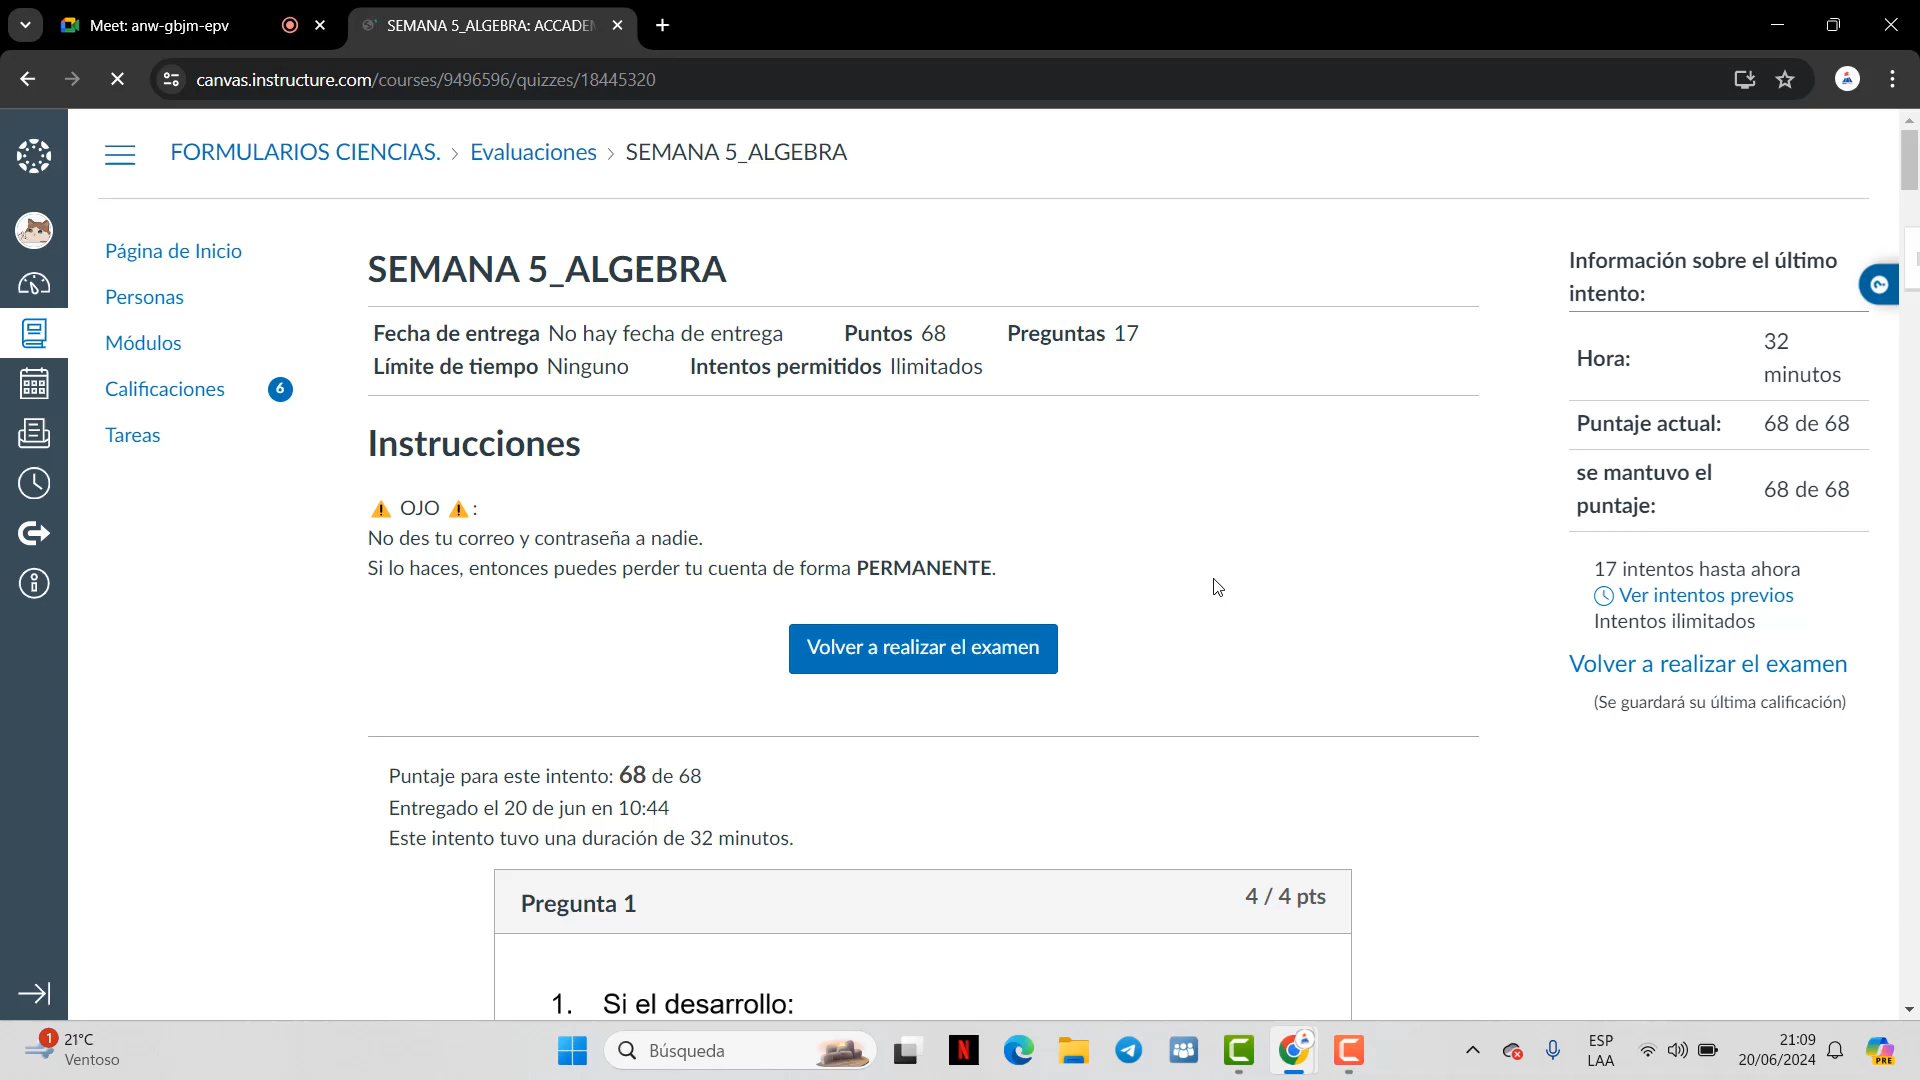 Meet: anw-gbjm-epv
SEMANA 5_ALGEBRA: ACCADEM
canvas.instructure.com/courses/9496596/quizzes/18445320
FORMULARIOS CIENCIAS. > Evaluaciones > SEMANA 5_ALGEBRA
Página de Inicio
Personas
Módulos
Calificaciones 6
Tareas
SEMANA 5_ALGEBRA
Fecha de entrega No hay fecha de entrega Puntos 68 Preguntas 17
Límite de tiempo Ninguno Intentos permitidos Ilimitados
Instrucciones
⚠ OJO ⚠:
No des tu correo y contraseña a nadie.
Si lo haces, entonces puedes perder tu cuenta de forma PERMANENTE.
Volver a realizar el examen
Puntaje para este intento: 68 de 68
Entregado el 20 de jun en 10:44
Este intento tuvo una duración de 32 minutos.
Pregunta 1
4 / 4 pts
1. Si el desarrollo:
Información sobre el último
intento:
Hora: 32
minutos
Puntaje actual: 68 de 68
se mantuvo el
puntaje: 68 de 68
17 intentos hasta ahora
Ver intentos previos
Intentos ilimitados
Volver a realizar el examen
(Se guardará su última calificación)
1
21°C
Ventoso
Búsqueda
N
PRE
ESP
LAA
21:09
20/06/2024